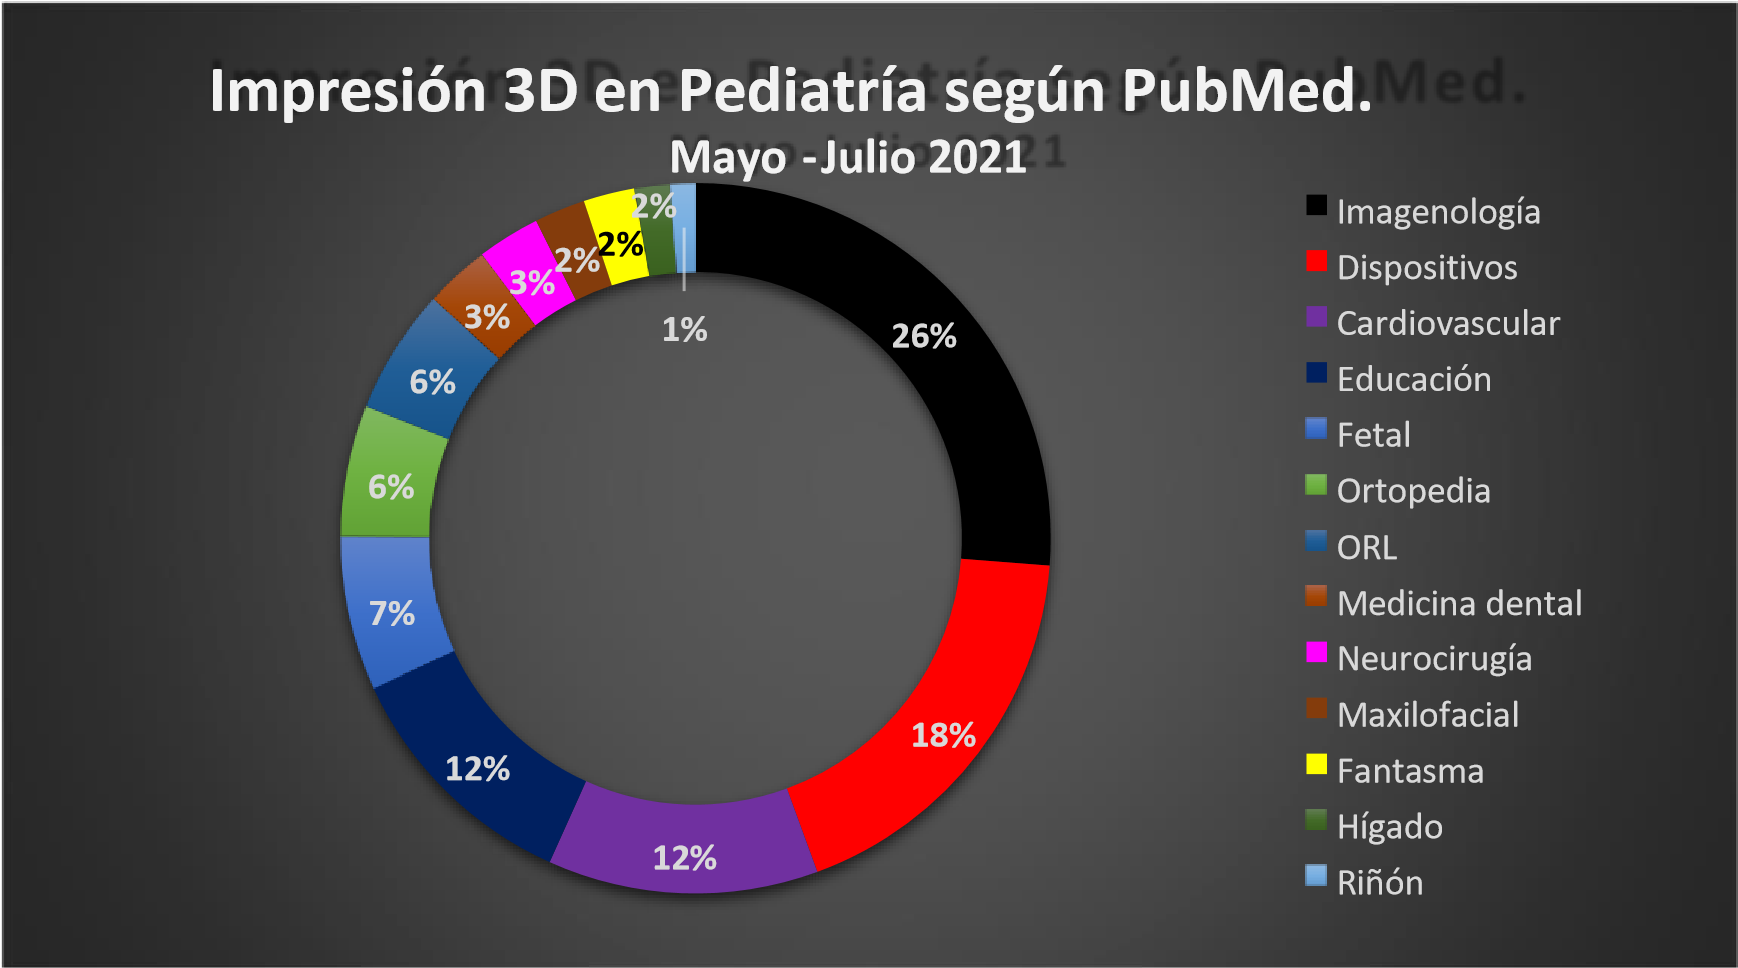 Impresión 3D en Pediatría según PubMed.
Mayo -Julio 2021
26%
18%
12%
12%
7%
6%
6%
3%
3%
2%
2%
2%
1%
Imagenología
Dispositivos
Cardiovascular
Educación
Fetal
Ortopedia
ORL
Medicina dental
Neurocirugía
Maxilofacial
Fantasma
Hígado
Riñón